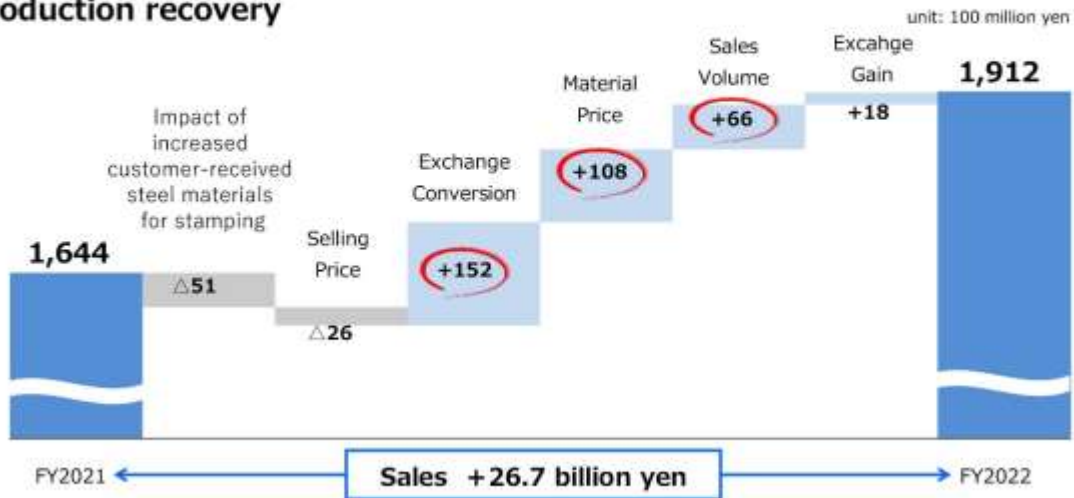 oduction recovery
unit: 100 million yen
1,644
Impact of
increased
customer-received
steel materials
for stamping
△51
Selling
Price
△26
Exchange
Conversion
+152
Material
Price
+108
Sales
Volume
+66
Excahge
Gain
+18
1,912
FY2021
Sales +26.7 billion yen
FY2022